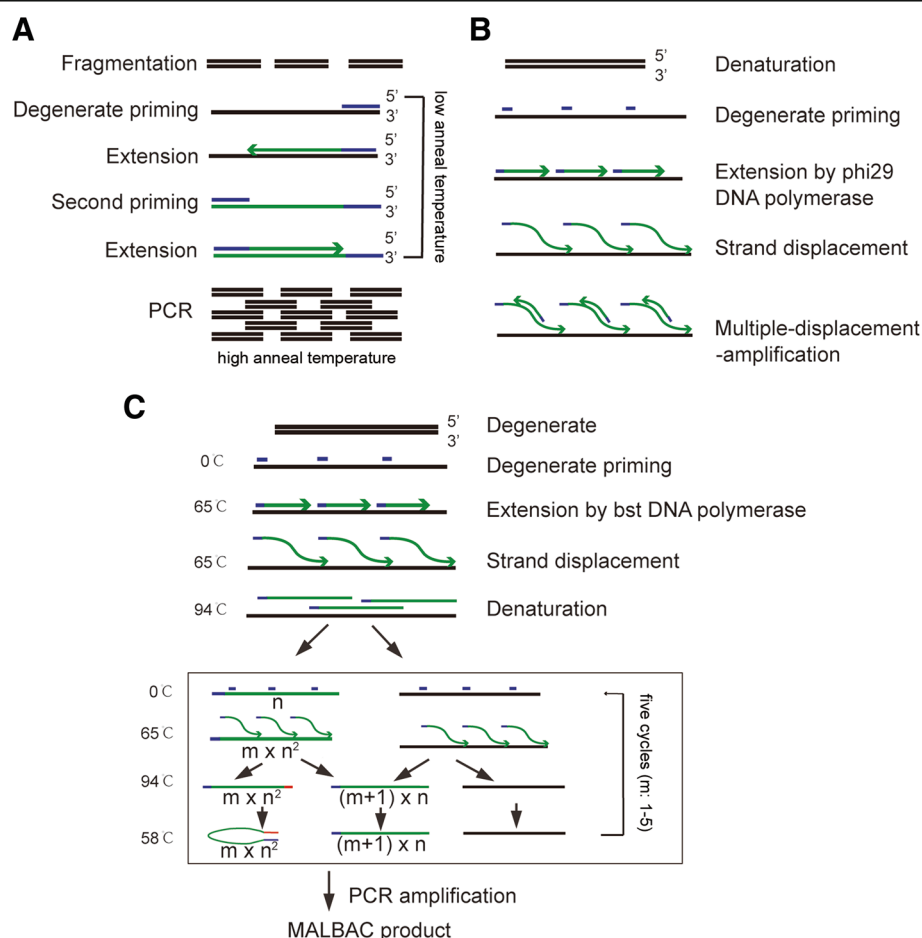 A
Fragmentation
Degenerate priming
5’
3’
Extension
5’
3’
Second priming
5’
3’
Extension
5’
3’
low anneal temperature
PCR
high anneal temperature
B
5’
3’
Denaturation
Degenerate priming
Extension by phi29
DNA polymerase
Strand displacement
Multiple-displacement
-amplification
C
5’
3’
Degenerate
0℃
Degenerate priming
65℃
Extension by bst DNA polymerase
65℃
Strand displacement
94℃
Denaturation
0℃
n
65℃
m x n²
94℃
m x n²
(m+1) x n
58℃
m x n²
(m+1) x n
five cycles (m: 1-5)
PCR amplification
MALBAC product